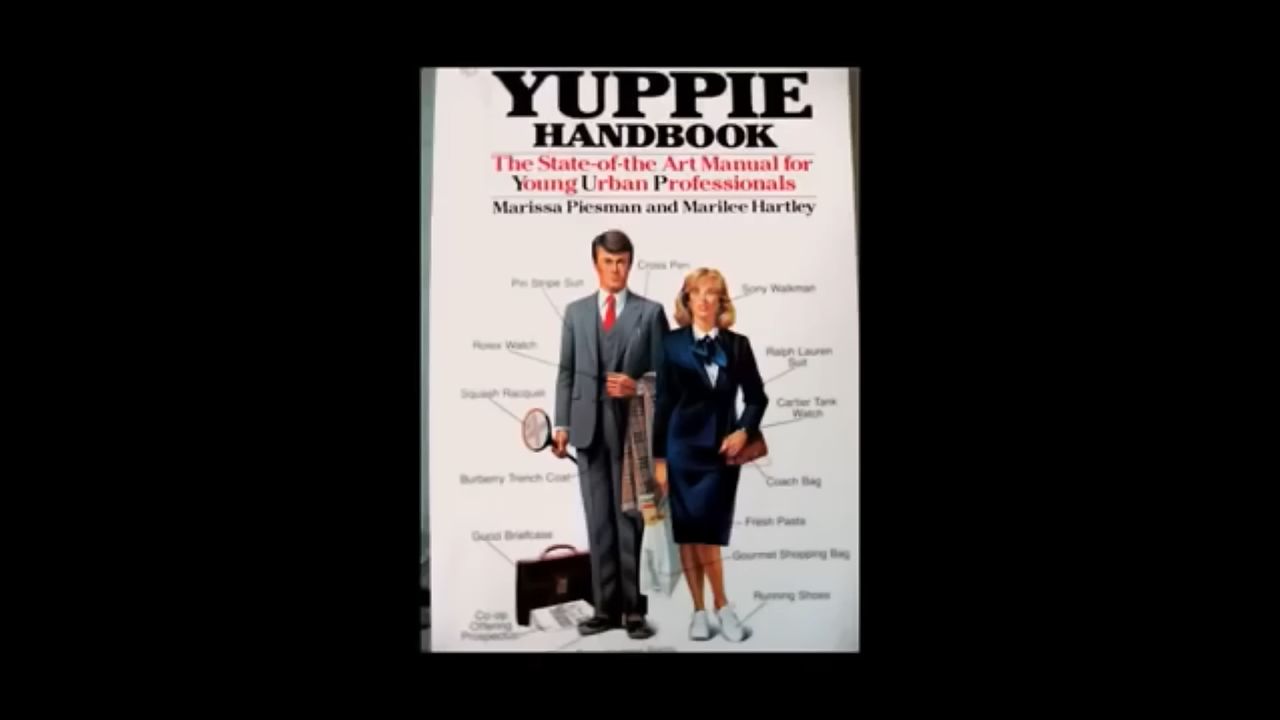 YUPPIE
HANDBOOK
The State-of-the Art Manual for
Young Urban Professionals
Marissa Piesman and Marilee Hartley
Cross Pen
Pin Stripe Suit
Sony Walkman
Rolex Watch
Ralph Lauren
Suit
Squash Racquet
Cartier Tank
Watch
Burberry Trench Coat
Coach Bag
Fresh Pasta
Gucci Briefcase
Gourmet Shopping Bag
Running Shoes
Co-op
Offering
Prospectus